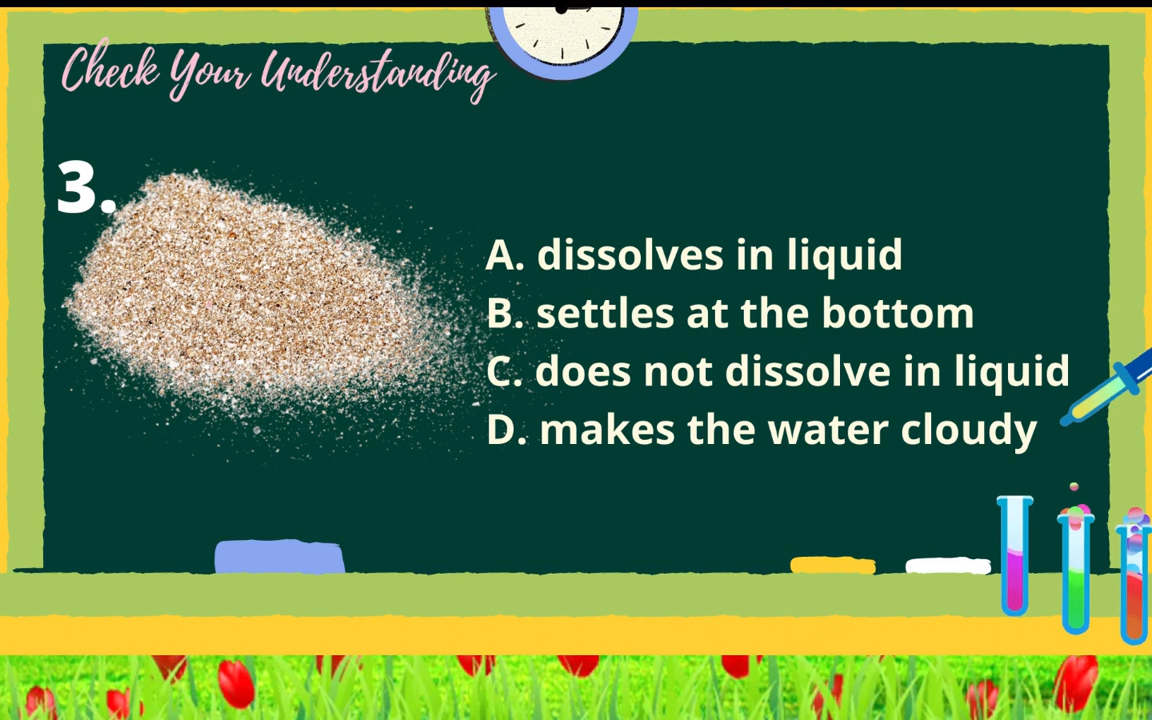 Check Your Understanding
3.
A. dissolves in liquid
B. settles at the bottom
C. does not dissolve in liquid
D. makes the water cloudy